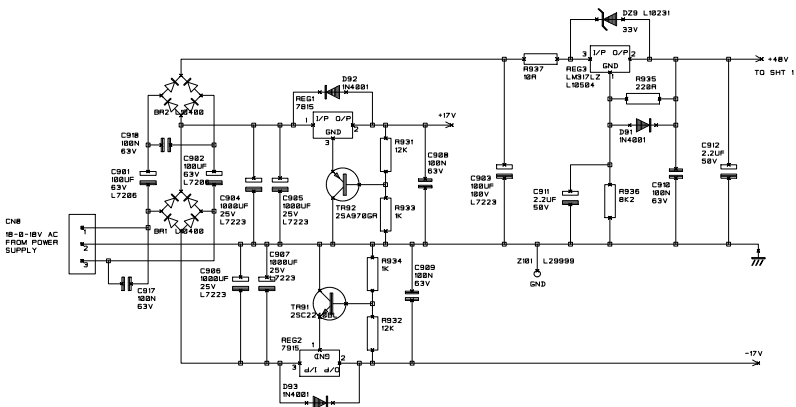 DZ9 L10231
33V
3 I/P O/P 2
GND
1
R937
10R
REG3
LM317LZ
L10504
+48V
TO SHT 1
R935
220R
D91
1N4001
C912
2.2UF
50V
C911
2.2UF
50V
R936
8K2
C910
100N
63V
BR2 L10400
D92
1N4001
REG1
7815
1 I/P O/P 2
GND
3
+17V
R931
12K
C908
100N
63V
C903
100UF
100V
L7223
C918
100N
63V
C901
100UF
63V
L7206
C902
100UF
63V
L7206
C904
1000UF
25V
L7223
C905
1000UF
25V
L7223
TR92
2SA970GR
R933
1K
CN8
18-0-18V AC
FROM POWER
SUPPLY
1
2
3
BR1 L10400
C917
100N
63V
C906
1000UF
25V
L7223
C907
1000UF
25V
L7223
R934
1K
C909
100N
63V
TR91
R932
12K
Z101 L29999
GND
REG2
7915
1
GND
3 I/P O/P 2
-17V
D93
1N4001